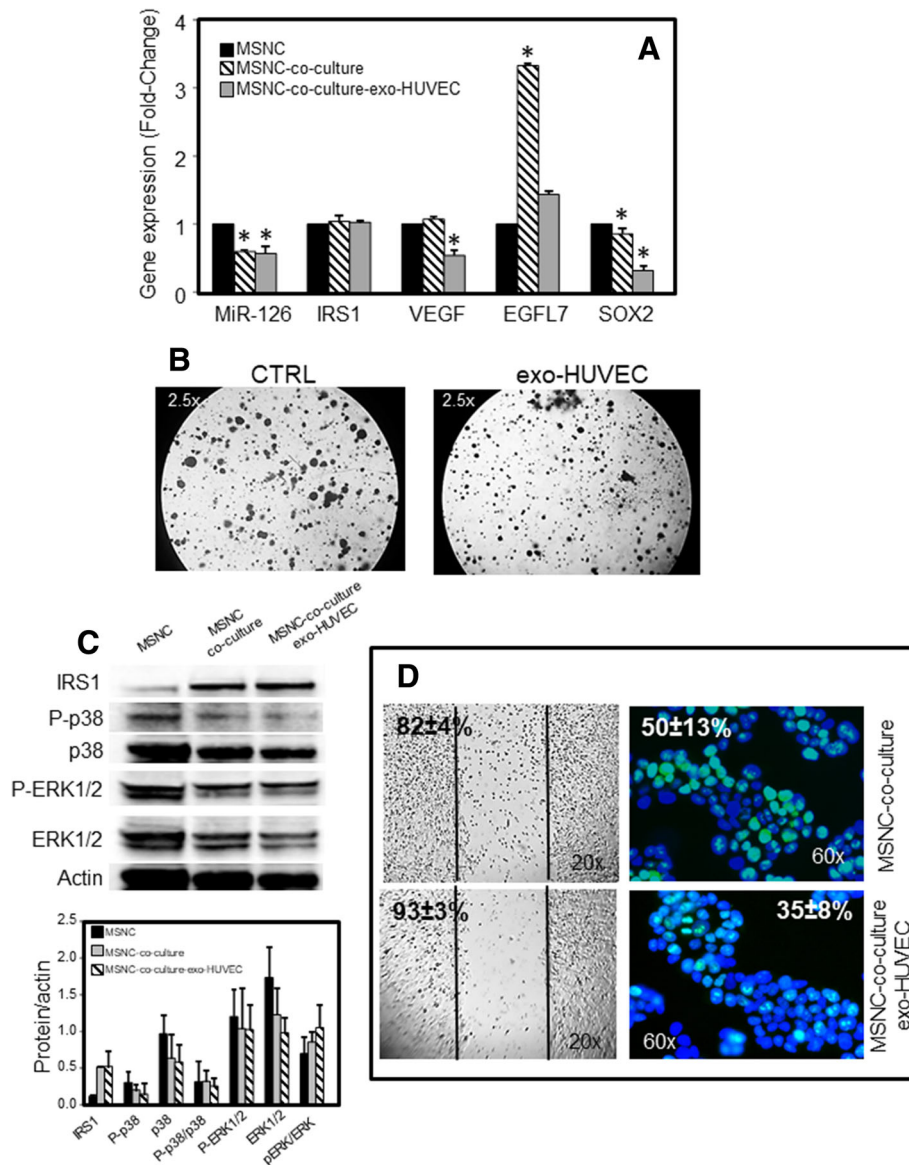 A
4
3
2
1
0
Gene expression (Fold-Change)
MSNC
MSNC-co-culture
MSNC-co-culture-exo-HUVEC
* * * * * *
MiR-126 IRS1 VEGF EGFL7 SOX2
B
CTRL exo-HUVEC
2.5x 2.5x
C
MSNC
MSNC
co-culture
MSNC-co-culture
exo-HUVEC
IRS1
P-p38
p38
P-ERK1/2
ERK1/2
Actin
Protein/actin
2.5
2.0
1.5
1.0
0.5
0.0
MSNC
MSNC-co-culture
MSNC-co-culture-exo-HUVEC
IRS1 P-p38 p38 P-p38/p38 P-ERK1/2 ERK1/2 pERK/ERK
D
82±4%
20x
50±13%
60x
MSNC-co-culture
93±3%
20x
35±8%
60x
MSNC-co-culture
exo-HUVEC